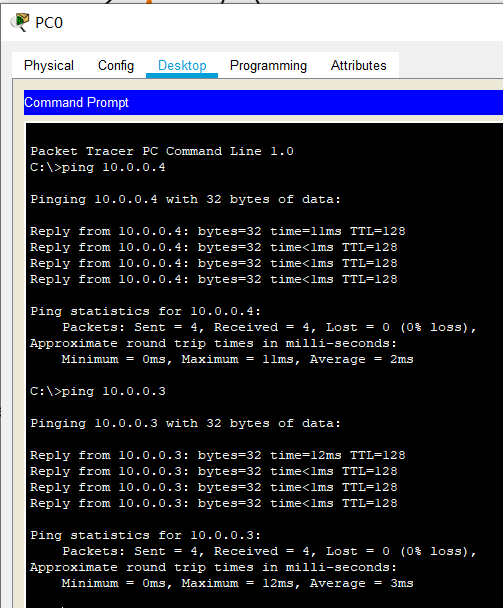 PC0
Physical Config Desktop Programming Attributes
Command Prompt
Packet Tracer PC Command Line 1.0
C:\>ping 10.0.0.4
Pinging 10.0.0.4 with 32 bytes of data:
Reply from 10.0.0.4: bytes=32 time=11ms TTL=128
Reply from 10.0.0.4: bytes=32 time<1ms TTL=128
Reply from 10.0.0.4: bytes=32 time<1ms TTL=128
Reply from 10.0.0.4: bytes=32 time<1ms TTL=128
Ping statistics for 10.0.0.4:
Packets: Sent = 4, Received = 4, Lost = 0 (0% loss),
Approximate round trip times in milli-seconds:
Minimum = 0ms, Maximum = 11ms, Average = 2ms
C:\>ping 10.0.0.3
Pinging 10.0.0.3 with 32 bytes of data:
Reply from 10.0.0.3: bytes=32 time=12ms TTL=128
Reply from 10.0.0.3: bytes=32 time<1ms TTL=128
Reply from 10.0.0.3: bytes=32 time<1ms TTL=128
Reply from 10.0.0.3: bytes=32 time<1ms TTL=128
Ping statistics for 10.0.0.3:
Packets: Sent = 4, Received = 4, Lost = 0 (0% loss),
Approximate round trip times in milli-seconds:
Minimum = 0ms, Maximum = 12ms, Average = 3ms